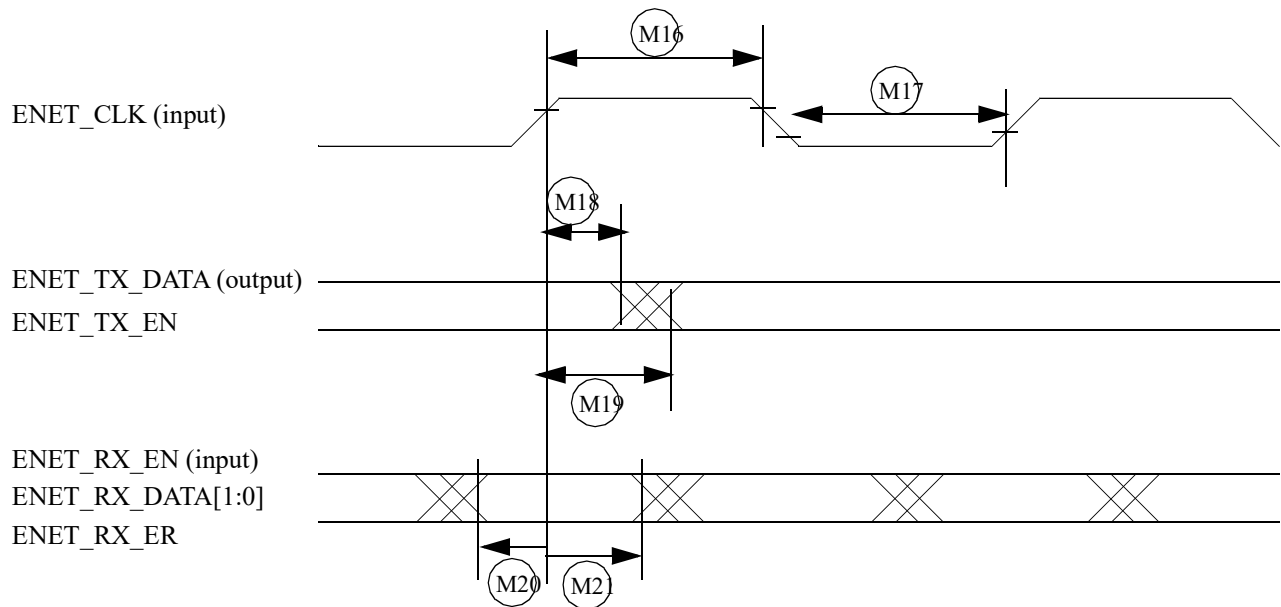 M16
ENET_CLK (input)
M17
M18
ENET_TX_DATA (output)
ENET_TX_EN
M19
ENET_RX_EN (input)
ENET_RX_DATA[1:0]
ENET_RX_ER
M20
M21